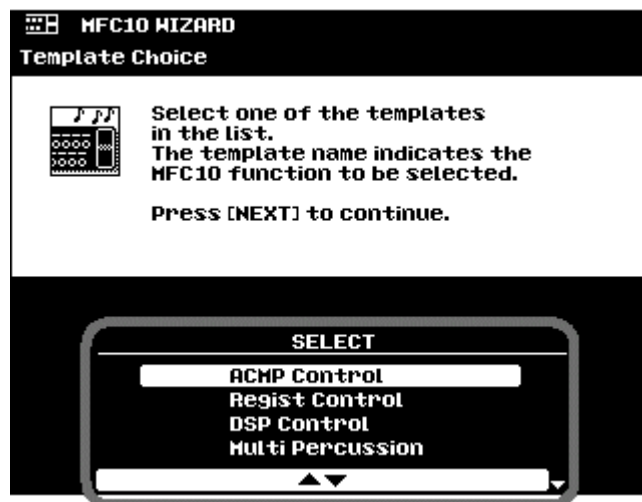 MFC10 WIZARD
Template Choice
Select one of the templates
in the list.
The template name indicates the
MFC10 function to be selected.
Press [NEXT] to continue.
SELECT
ACMP Control
Regist Control
DSP Control
Multi Percussion